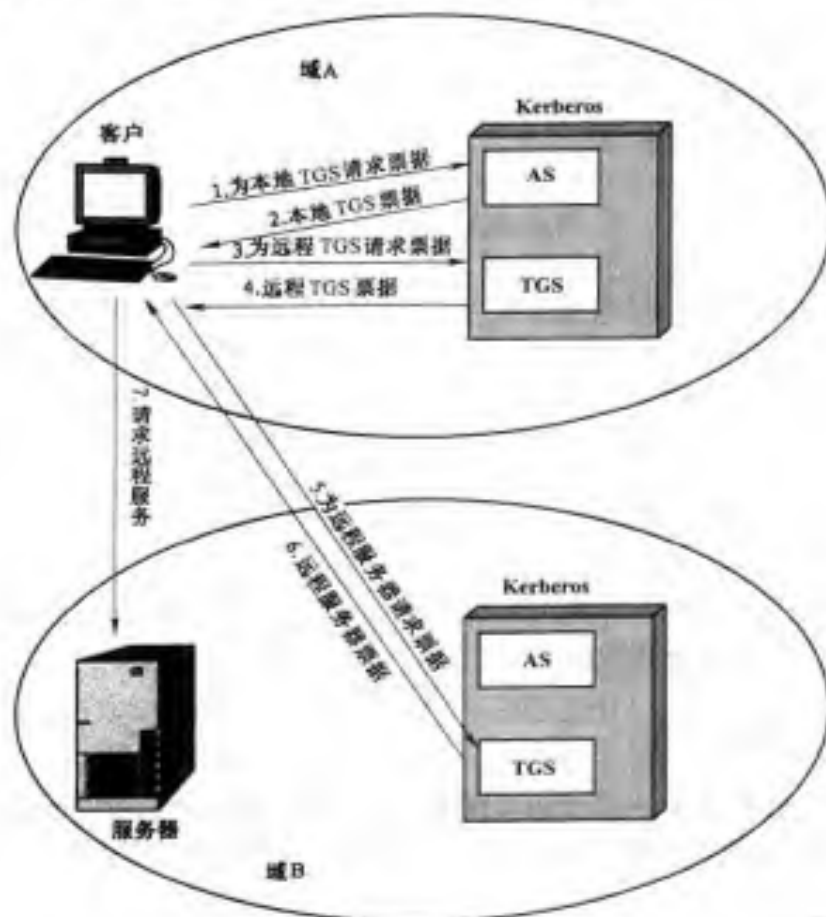 域A
Kerberos
客户
AS
1.为本地TGS请求票据
2.本地TGS票据
3.为远程TGS请求票据
TGS
4.远程TGS票据
7.请求远程服务
5.为远程服务器请求票据
6.远程服务器票据
Kerberos
AS
TGS
服务器
域B